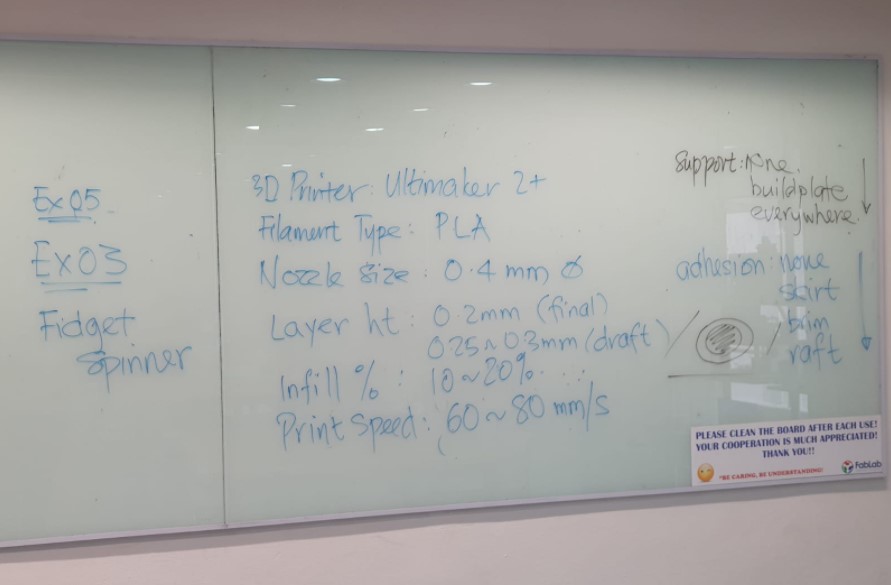 Ex05
Ex03
Fidget
Spinner
3D Printer: Ultimaker 2+
Filament Type: PLA
Nozzle Size: 0.4 mm Ø
Layer ht: 0.2mm (final)
0.25~0.3mm (draft)
Infill %: 10~20%
Print Speed: 60~80 mm/s
Support: None
buildplate
everywhere
adhesion: none
skirt
brim
raft
PLEASE CLEAN THE BOARD AFTER EACH USE!
YOUR COOPERATION IS MUCH APPRECIATED!
THANK YOU!!
"BE CARING, BE UNDERSTANDING!
FabLab